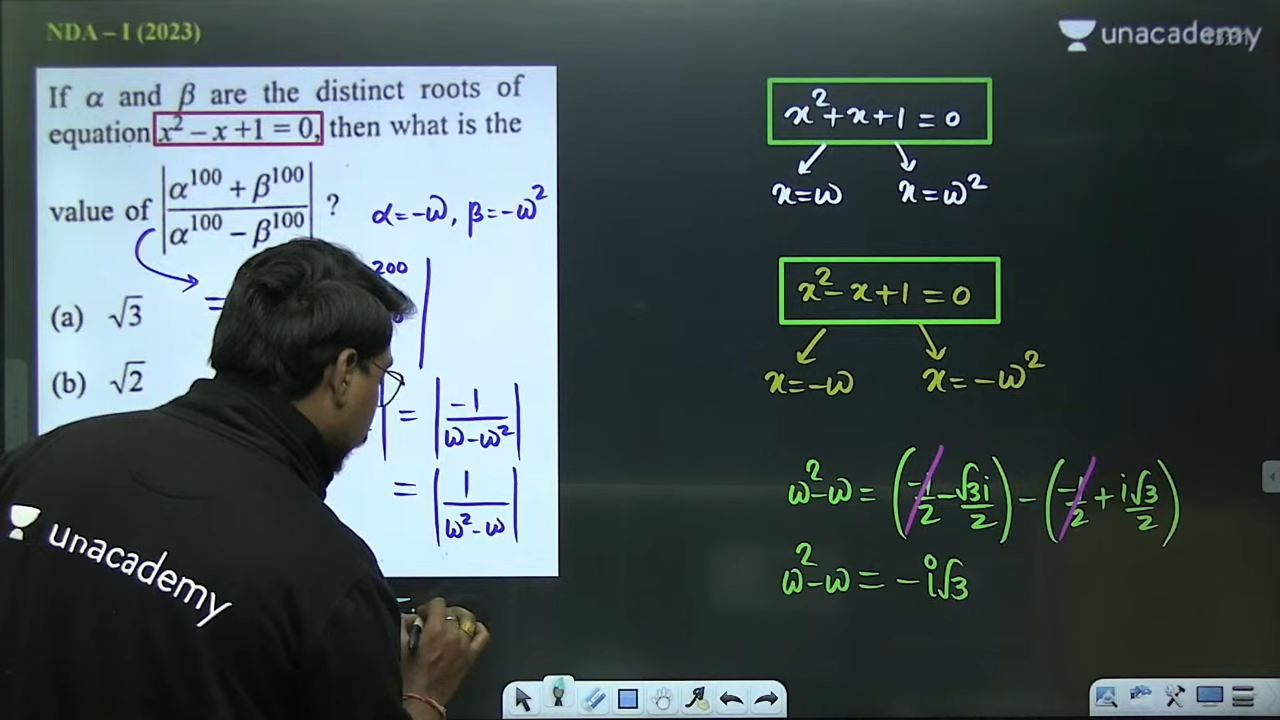 NDA – I (2023)
unacademy
If α and β are the distinct roots of
equation x² – x +1 = 0, then what is the
value of |α¹⁰⁰ + β¹⁰⁰ / α¹⁰⁰ – β¹⁰⁰| ?
α = -ω, β = -ω²
=
200
(a) √3
(b) √2
= |-1 / ω-ω²|
= |1 / ω²-ω|
x²+x+1 = 0
x=ω x=ω²
x²-x+1 = 0
x=-ω x=-ω²
ω²-ω = (-1/2 - √3i/2) - (-1/2 + i√3/2)
ω²-ω = -i√3
unacademy